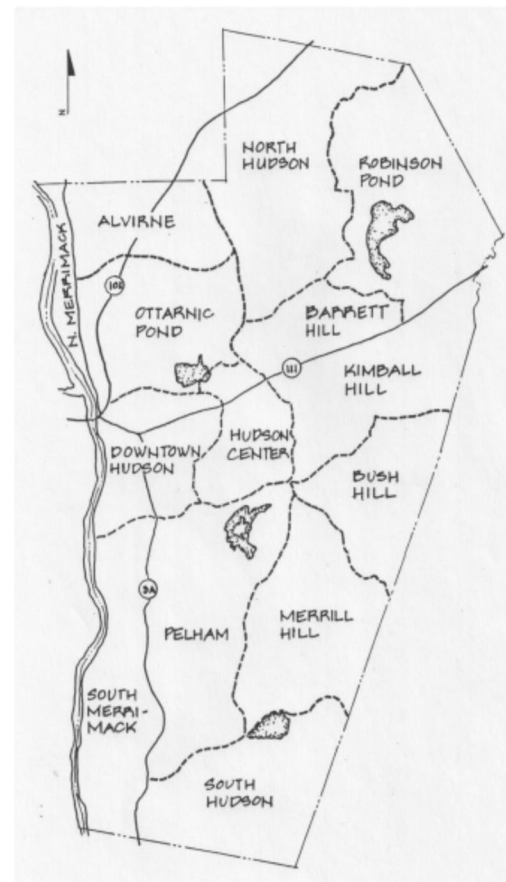 N
NORTH
HUDSON
ROBINSON
POND
ALVIRNE
N. MERRIMACK
102
OTTARNIC
POND
BARRETT
HILL
111
KIMBALL
HILL
DOWNTOWN
HUDSON
HUDSON
CENTER
BUSH
HILL
3A
PELHAM
MERRILL
HILL
SOUTH
MERRI-
MACK
SOUTH
HUDSON